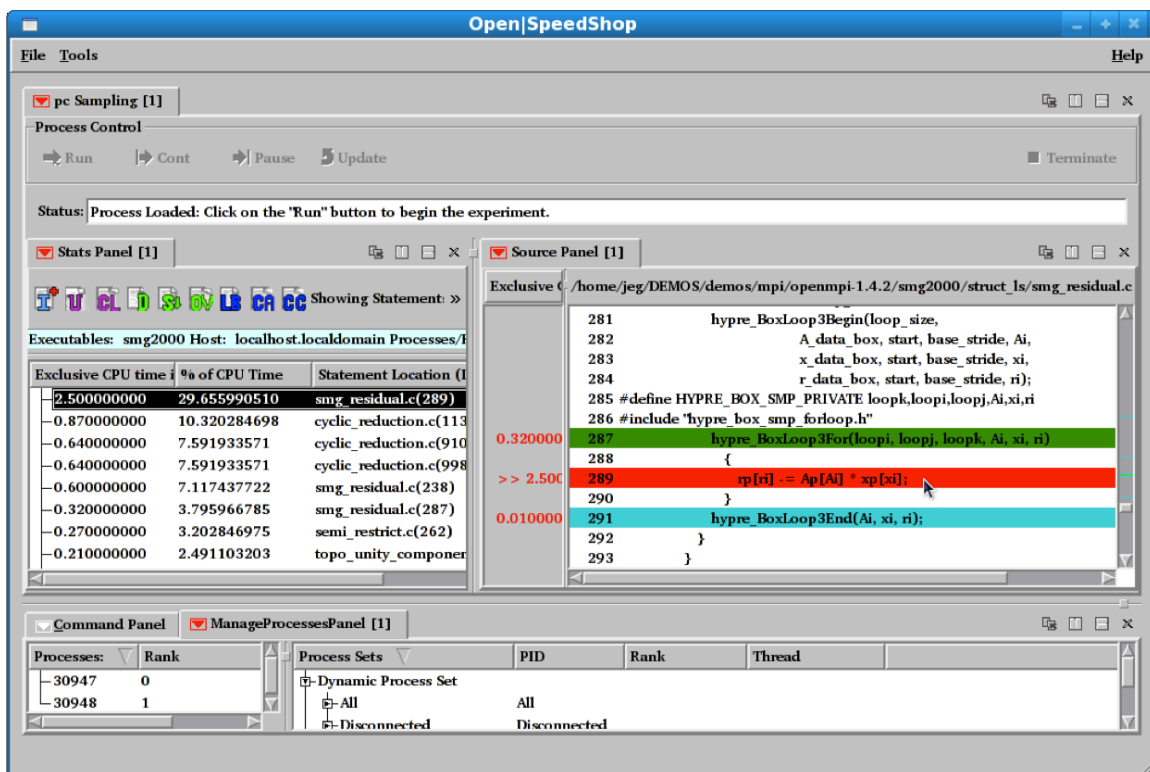 Open|SpeedShop
File Tools Help
pc Sampling [1]
Process Control
Run Cont Pause Update Terminate
Status: Process Loaded: Click on the "Run" button to begin the experiment.
Stats Panel [1]
I U CL D OV LB CA CC Showing Statement: »
Executables: smg2000 Host: localhost.localdomain Processes/
Exclusive CPU time i % of CPU Time Statement Location (
2.500000000 29.655990510 smg_residual.c(289)
0.870000000 10.320284698 cyclic_reduction.c(113
0.640000000 7.591933571 cyclic_reduction.c(910
0.640000000 7.591933571 cyclic_reduction.c(998
0.600000000 7.117437722 smg_residual.c(238)
0.320000000 3.795966785 smg_residual.c(287)
0.270000000 3.202846975 semi_restrict.c(262)
0.210000000 2.491103203 topo_unity_componen
Source Panel [1]
Exclusive /home/jeg/DEMOS/demos/mpi/openmpi-1.4.2/smg2000/struct_ls/smg_residual.c
281 hypre_BoxLoop3Begin(loop_size,
282 A_data_box, start, base_stride, Ai,
283 x_data_box, start, base_stride, xi,
284 r_data_box, start, base_stride, ri);
285 #define HYPRE_BOX_SMP_PRIVATE loopk,loopi,loopj,Ai,xi,ri
286 #include "hypre_box_smp_forloop.h"
0.320000 287 hypre_BoxLoop3For(loopi, loopj, loopk, Ai, xi, ri)
288 {
>> 2.500 289 rp[ri] -= Ap[Ai] * xp[xi];
290 }
0.010000 291 hypre_BoxLoop3End(Ai, xi, ri);
292 }
293 }
Command Panel ManageProcessesPanel [1]
Processes: Rank
30947 0
30948 1
Process Sets PID Rank Thread
Dynamic Process Set
All All
Disconnected Disconnected